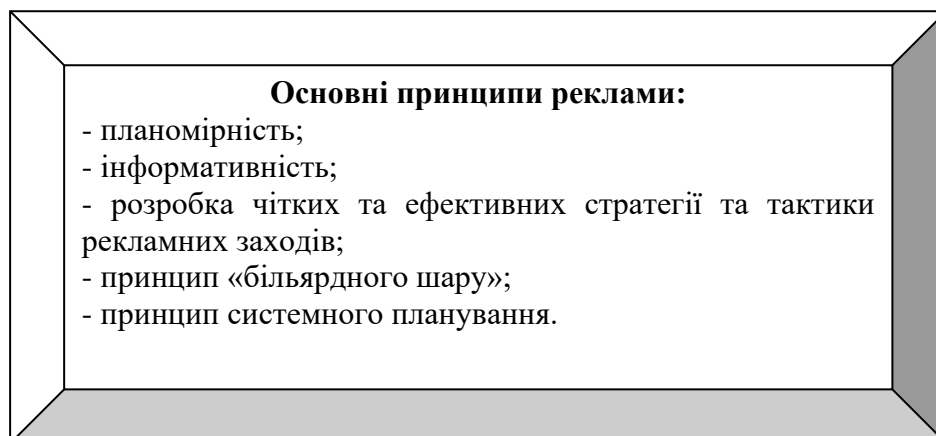 Основні принципи реклами:
- планомірність;
- інформативність;
- розробка чітких та ефективних стратегії та тактики
рекламних заходів;
- принцип «більярдного шару»;
- принцип системного планування.